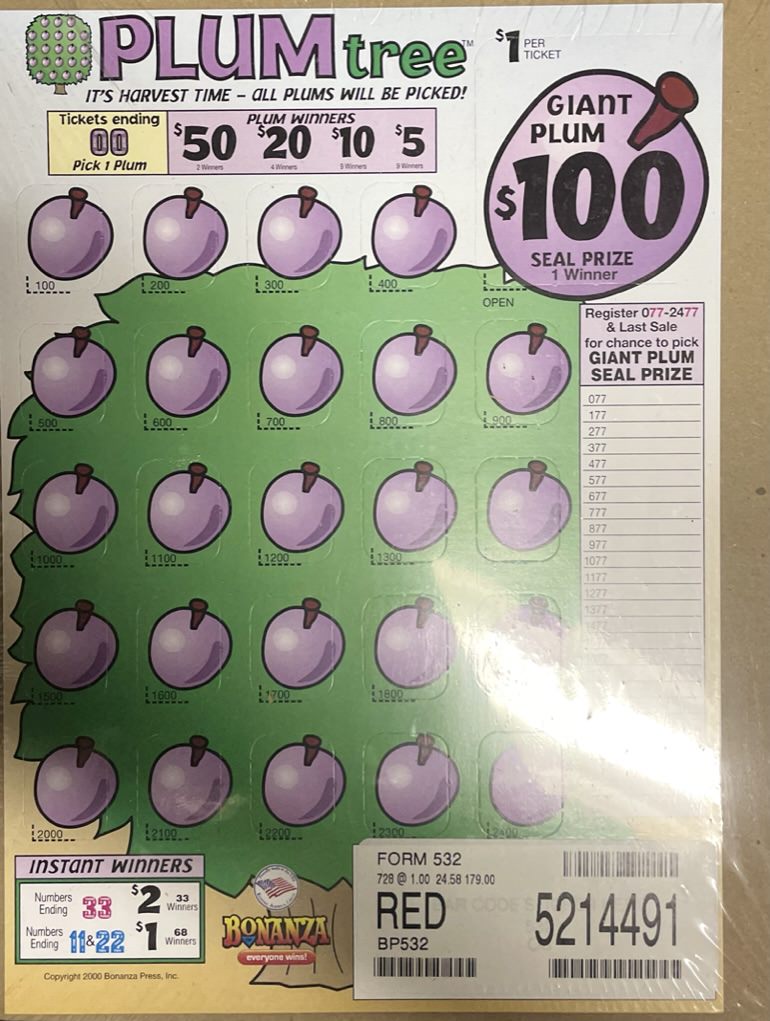 PLUM tree™
$1 PER
TICKET
IT'S HARVEST TIME – ALL PLUMS WILL BE PICKED!
Tickets ending
00
Pick 1 Plum
PLUM WINNERS
$50 $20 $10 $5
2 Winners 4 Winners 9 Winners 9 Winners
GIANT
PLUM
$100
SEAL PRIZE
1 Winner
100 200 300 400
OPEN
Register 077-2477
& Last Sale
for chance to pick
GIANT PLUM
SEAL PRIZE
077
177
277
377
477
577
677
777
877
977
1077
1177
1277
1377
1477
500 600 700 800 900
1000 1100 1200 1300
1500 1600 1700 1800
2000 2100 2200 2300 2400
INSTANT WINNERS
Numbers
Ending 33 $2 33
Winners
Numbers
Ending 11&22 $1 68
Winners
BONANZA
everyone wins!
Copyright 2000 Bonanza Press, Inc.
FORM 532
728 @ 1.00 24.58 179.00
RED
BP532
5214491